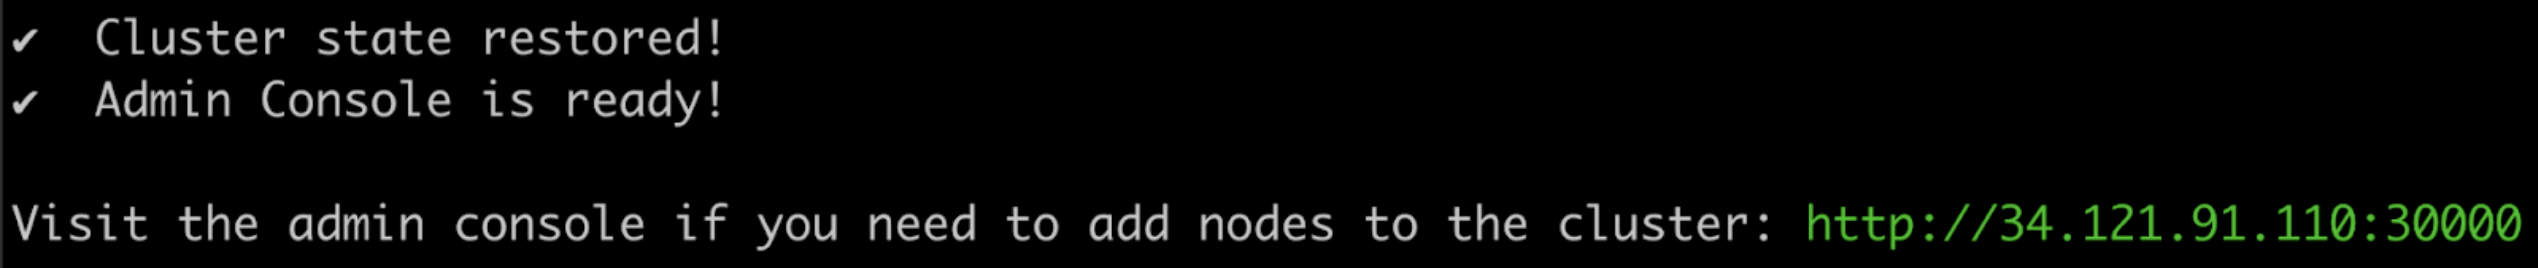 ✔ Cluster state restored!
✔ Admin Console is ready!
Visit the admin console if you need to add nodes to the cluster: http://34.121.91.110:30000